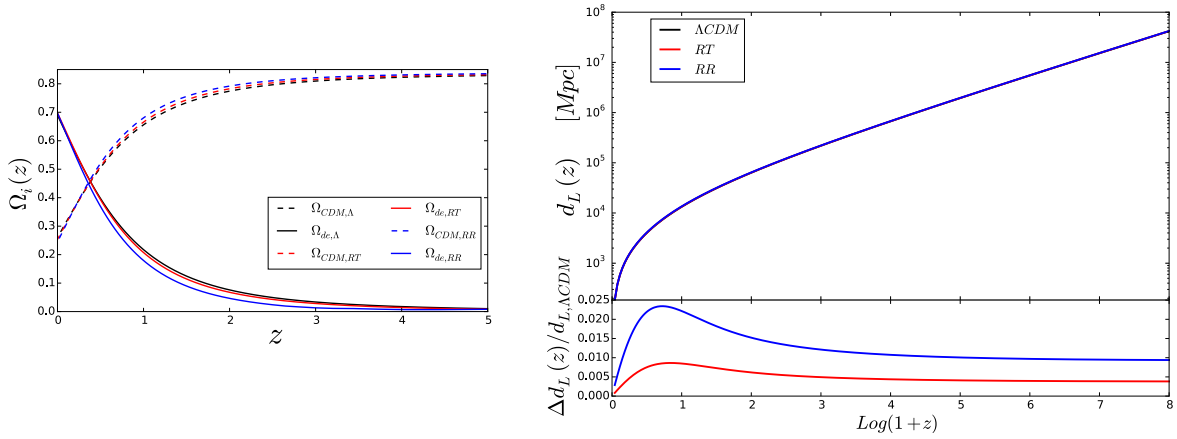 0.8
0.7
0.6
0.5
0.4
0.3
0.2
0.1
0.0
Ω_i(z)
0 1 2 3 4 5
z
Ω_{CDM,Λ}
Ω_{de,Λ}
Ω_{CDM,RT}
Ω_{de,RT}
Ω_{CDM,RR}
Ω_{de,RR}
10^8
10^7
10^6
10^5
10^4
10^3
d_L(z) [Mpc]
ΛCDM
RT
RR
0.025
0.020
0.015
0.010
0.005
0.000
Δd_L(z)/d_{L,ΛCDM}
0 1 2 3 4 5 6 7 8
Log(1+z)